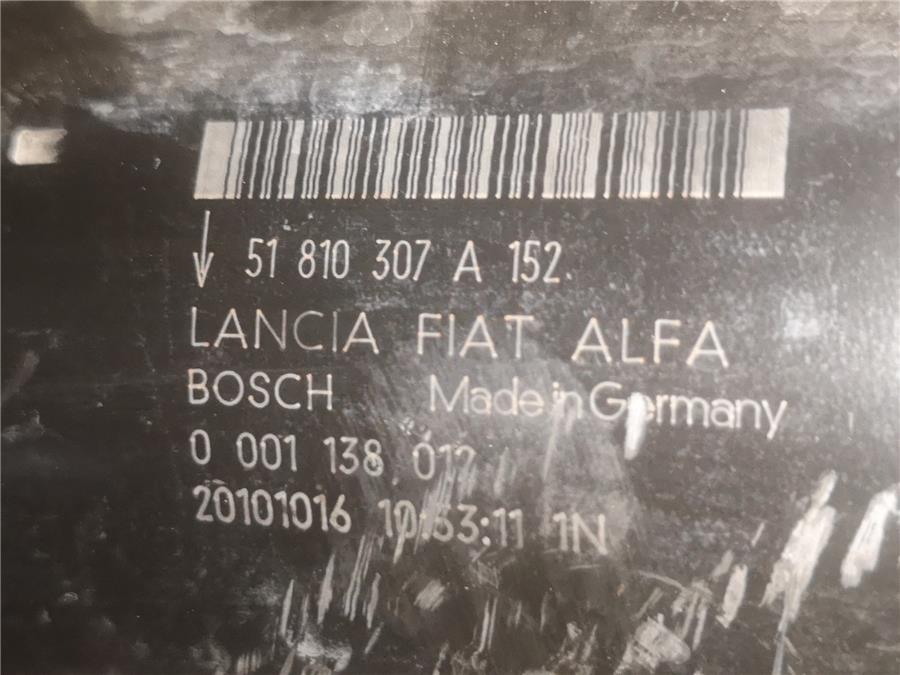 51 810 307 A 152
LANCIA FIAT ALFA
BOSCH Made in Germany
0 001 138 012
20101016 10:53:11 1N